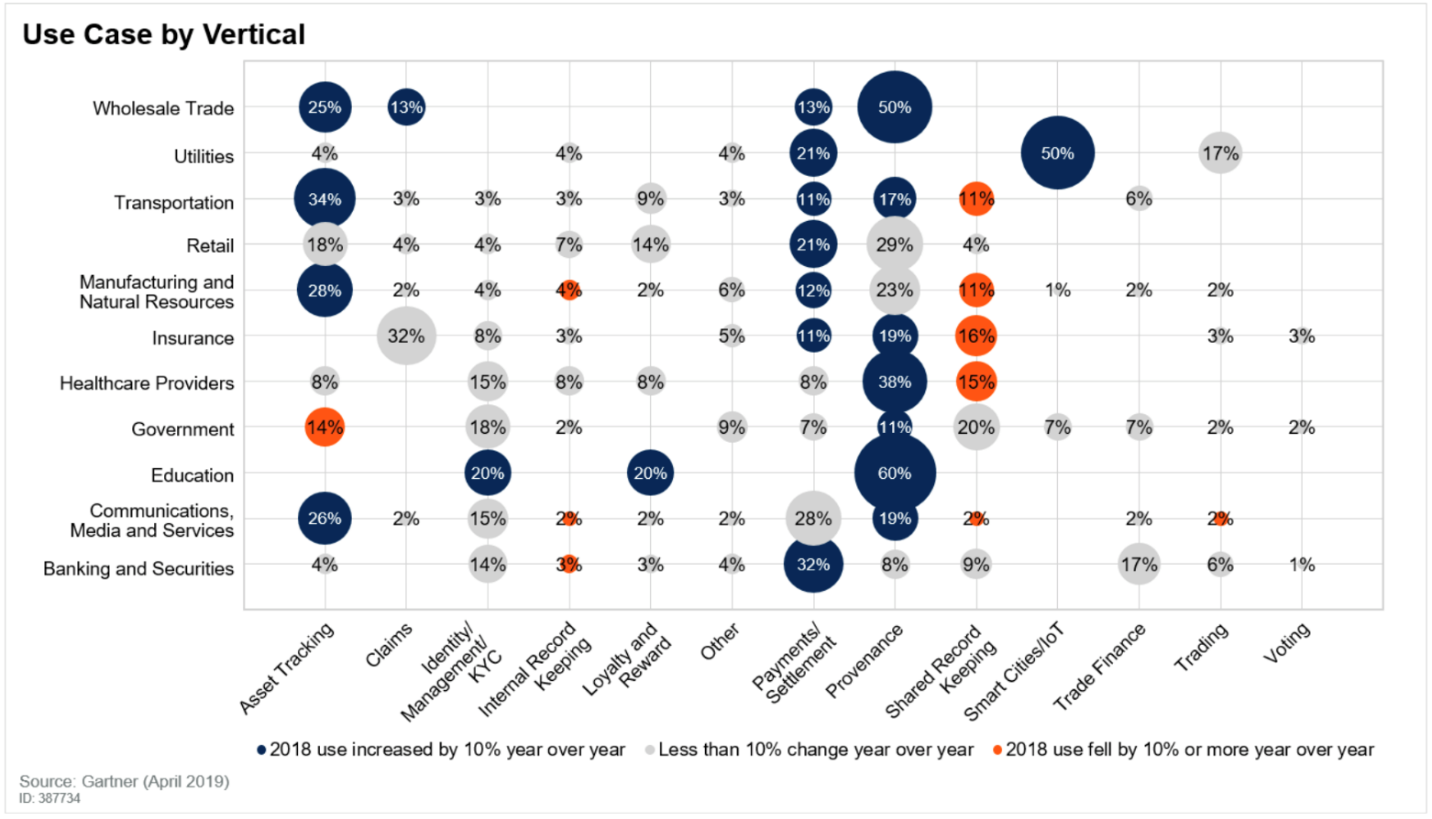 Use Case by Vertical
Wholesale Trade 25% 13% 13% 50%
Utilities 4% 4% 4% 21% 50% 17%
Transportation 34% 3% 3% 3% 9% 3% 11% 17% 11% 6%
Retail 18% 4% 4% 7% 14% 21% 29% 4%
Manufacturing and
Natural Resources 28% 2% 4% 4% 2% 6% 12% 23% 11% 1% 2% 2%
Insurance 32% 8% 3% 5% 11% 19% 16% 3% 3%
Healthcare Providers 8% 15% 8% 8% 8% 38% 15%
Government 14% 18% 2% 9% 7% 11% 20% 7% 7% 2% 2%
Education 20% 20% 60%
Communications,
Media and Services 26% 2% 15% 2% 2% 2% 28% 19% 2% 2% 2%
Banking and Securities 4% 14% 3% 3% 4% 32% 8% 9% 17% 6% 1%
Asset Tracking
Claims
Identity/
Management/
KYC
Internal Record
Keeping
Loyalty and
Reward
Other
Payments/
Settlement
Provenance
Shared Record
Keeping
Smart Cities/IoT
Trade Finance
Trading
Voting
2018 use increased by 10% year over year Less than 10% change year over year 2018 use fell by 10% or more year over year
Source: Gartner (April 2019)
ID: 387734